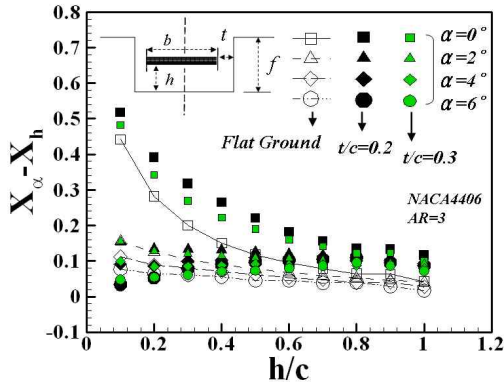 0.8
0.7
0.6
0.5
0.4
0.3
0.2
0.1
0
-0.1
Xα-Xh
b
t
f
h
α=0°
α=2°
α=4°
α=6°
Flat Ground
t/c=0.2
t/c=0.3
NACA4406
AR=3
0 0.2 0.4 0.6 0.8 1 1.2
h/c